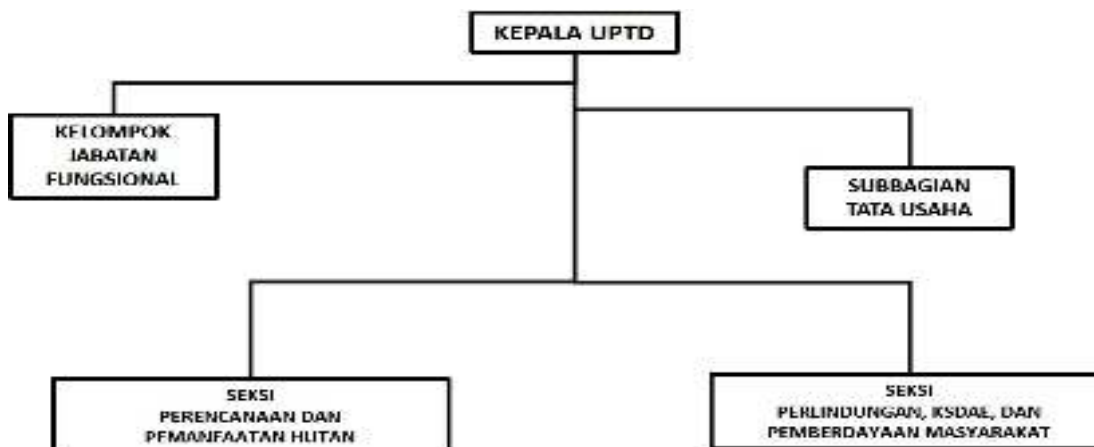 KEPALA UPTD
KELOMPOK
JABATAN
FUNGSIONAL
SUBBAGIAN
TATA USAHA
SEKSI
PERENCANAAN DAN
PEMANFAATAN HUTAN
SEKSI
PERLINDUNGAN, KSDAE, DAN
PEMBERDAYAAN MASYARAKAT